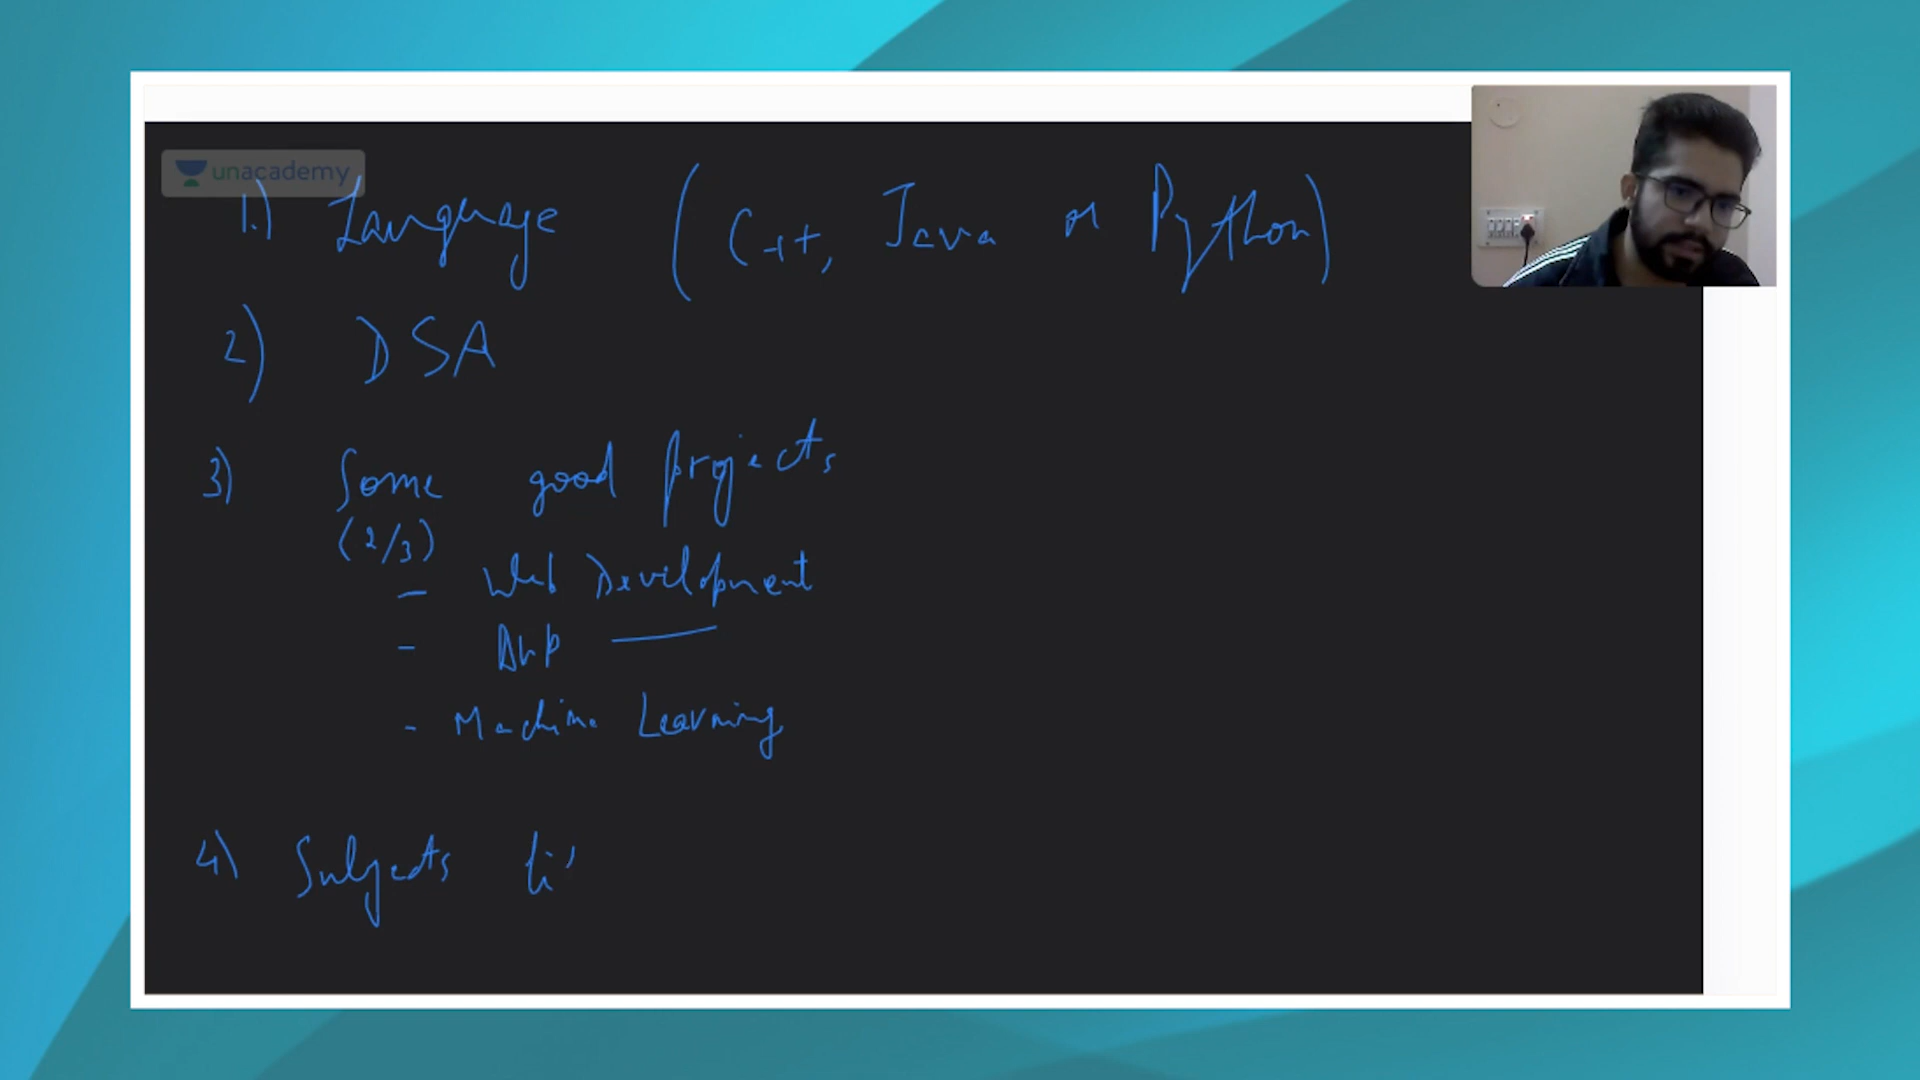 unacademy
1.) Language (C++, Java or Python)
2) DSA
3) Some good projects
(2/3)
- Web Development
- App
- Machine Learning
4) Subjects li